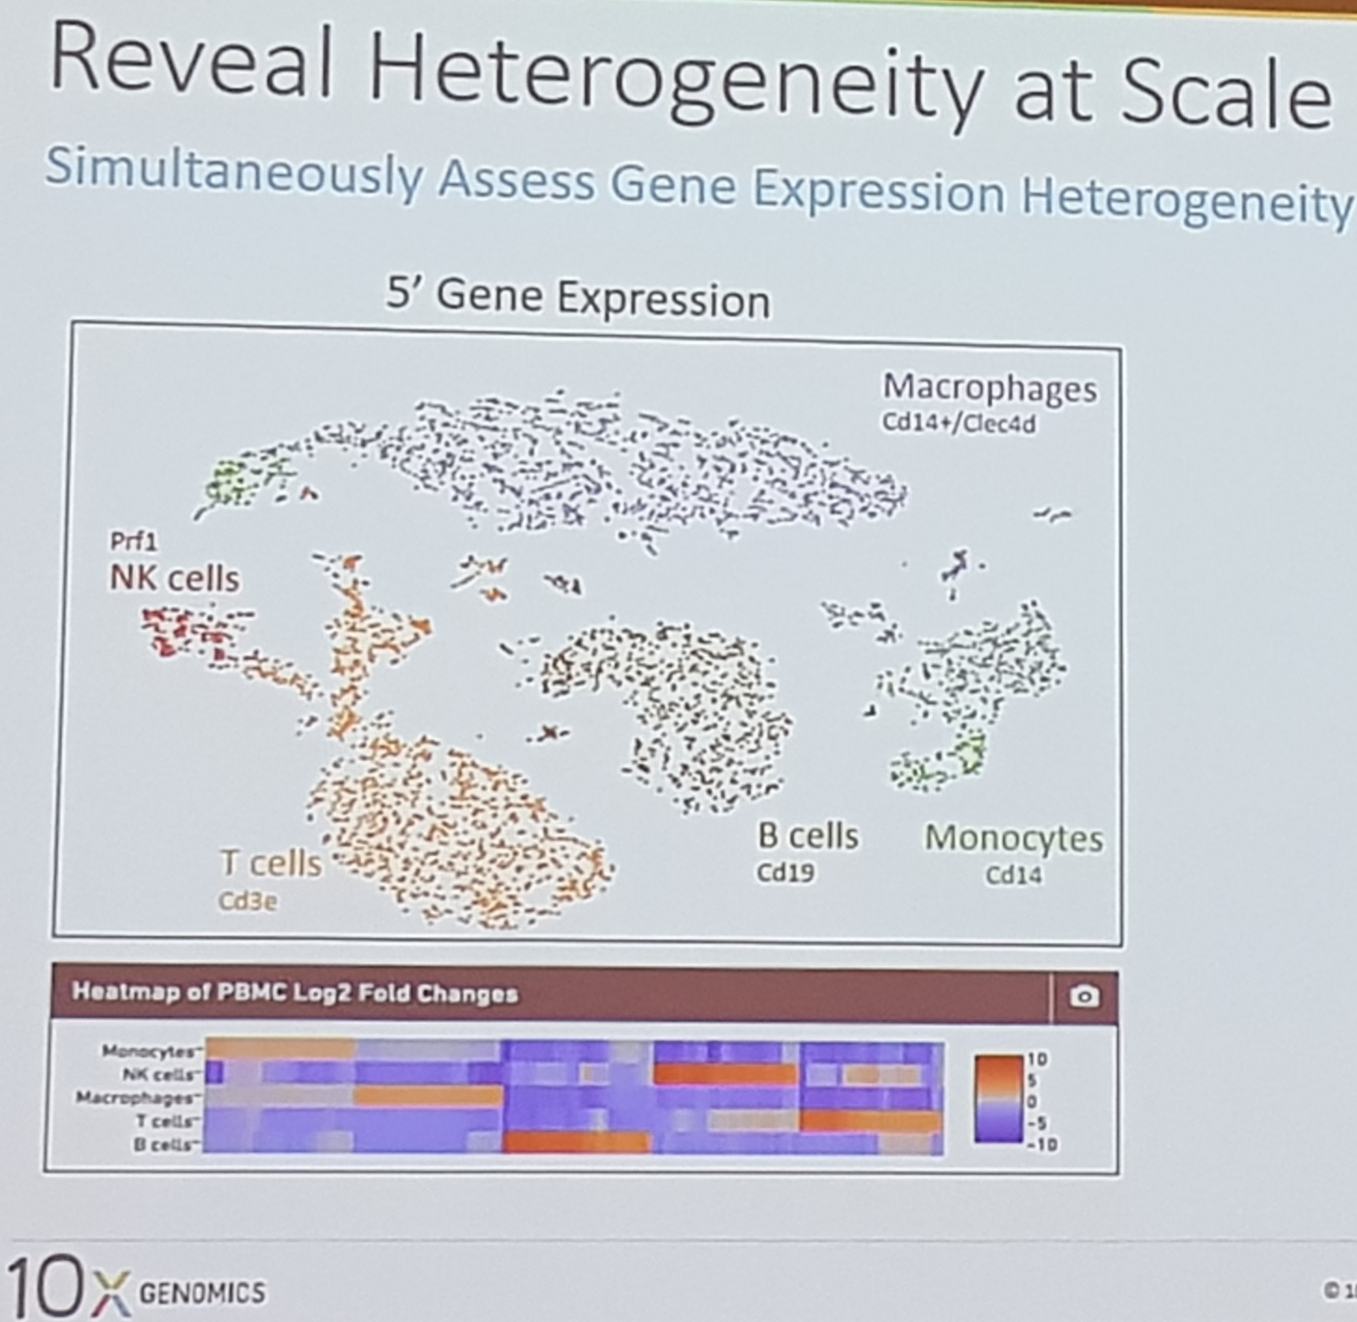 Reveal Heterogeneity at Scale
Simultaneously Assess Gene Expression Heterogeneity
5′ Gene Expression
Macrophages
Cd14+/Clec4d
Prf1
NK cells
B cells
Cd19
Monocytes
Cd14
T cells
Cd3e
Heatmap of PBMC Log2 Fold Changes
Monocytes
NK cells
Macrophages
T cells
B cells
10
5
0
-5
-10
10X GENOMICS
©